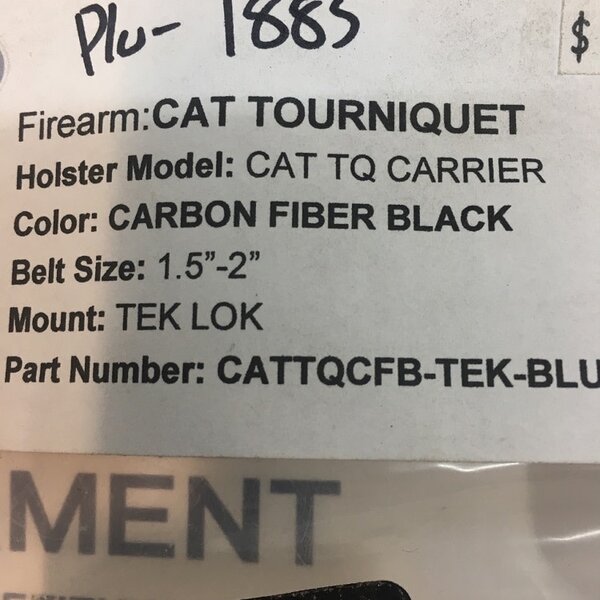 Plu- 1885
$
Firearm:CAT TOURNIQUET
Holster Model: CAT TQ CARRIER
Color: CARBON FIBER BLACK
Belt Size: 1.5”-2”
Mount: TEK LOK
Part Number: CATTQCFB-TEK-BLU
MENT